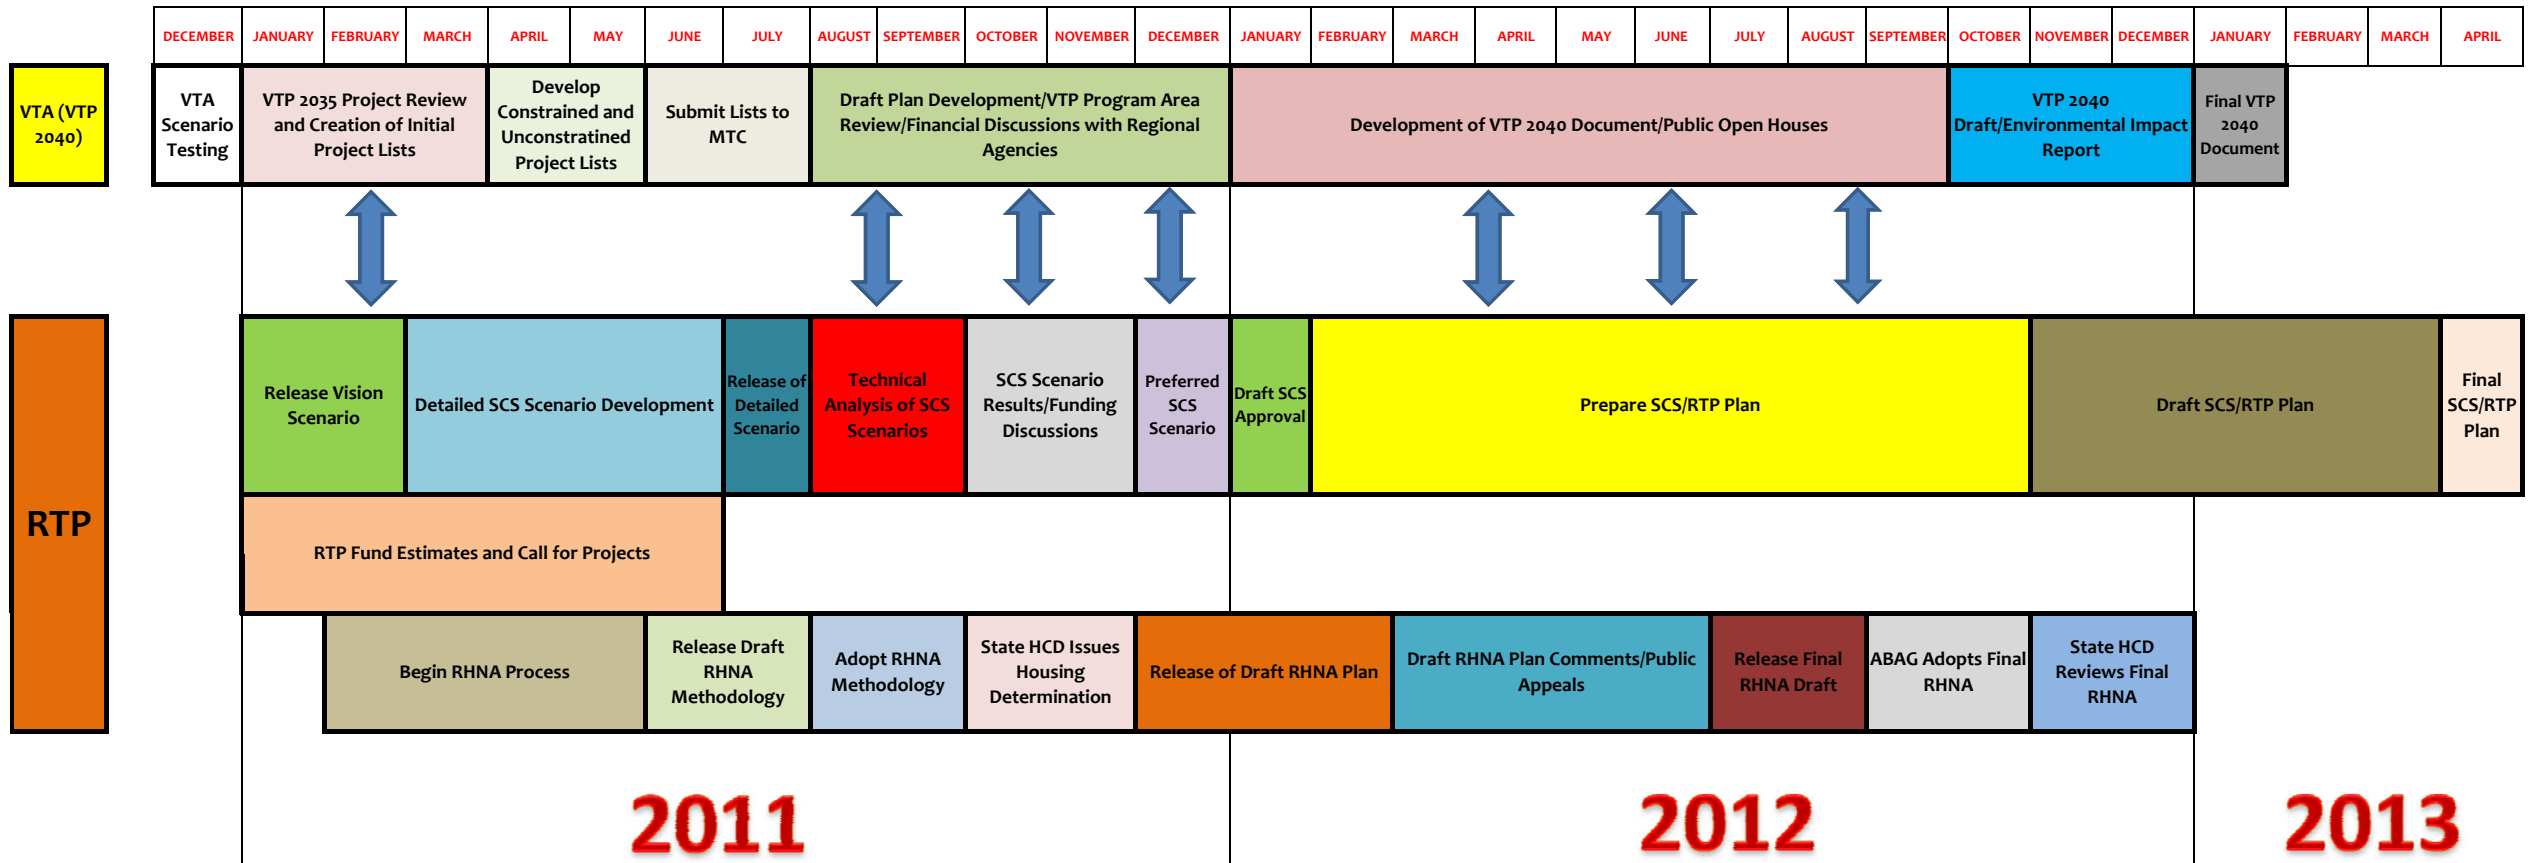 DECEMBER JANUARY FEBRUARY MARCH APRIL MAY JUNE JULY AUGUST SEPTEMBER OCTOBER NOVEMBER DECEMBER JANUARY FEBRUARY MARCH APRIL MAY JUNE JULY AUGUST SEPTEMBER OCTOBER NOVEMBER DECEMBER JANUARY FEBRUARY MARCH APRIL
VTA (VTP
2040)
VTA
Scenario
Testing
VTP 2035 Project Review
and Creation of Initial
Project Lists
Develop
Constrained and
Unconstratined
Project Lists
Submit Lists to
MTC
Draft Plan Development/VTP Program Area
Review/Financial Discussions with Regional
Agencies
Development of VTP 2040 Document/Public Open Houses
VTP 2040
Draft/Environmental Impact
Report
Final VTP
2040
Document
RTP
Release Vision
Scenario
Detailed SCS Scenario Development
Release of
Detailed
Scenario
Technical
Analysis of SCS
Scenarios
SCS Scenario
Results/Funding
Discussions
Preferred
SCS
Scenario
Draft SCS
Approval
Prepare SCS/RTP Plan
Draft SCS/RTP Plan
Final
SCS/RTP
Plan
RTP Fund Estimates and Call for Projects
Begin RHNA Process
Release Draft
RHNA
Methodology
Adopt RHNA
Methodology
State HCD Issues
Housing
Determination
Release of Draft RHNA Plan
Draft RHNA Plan Comments/Public
Appeals
Release Final
RHNA Draft
ABAG Adopts Final
RHNA
State HCD
Reviews Final
RHNA
2011
2012
2013